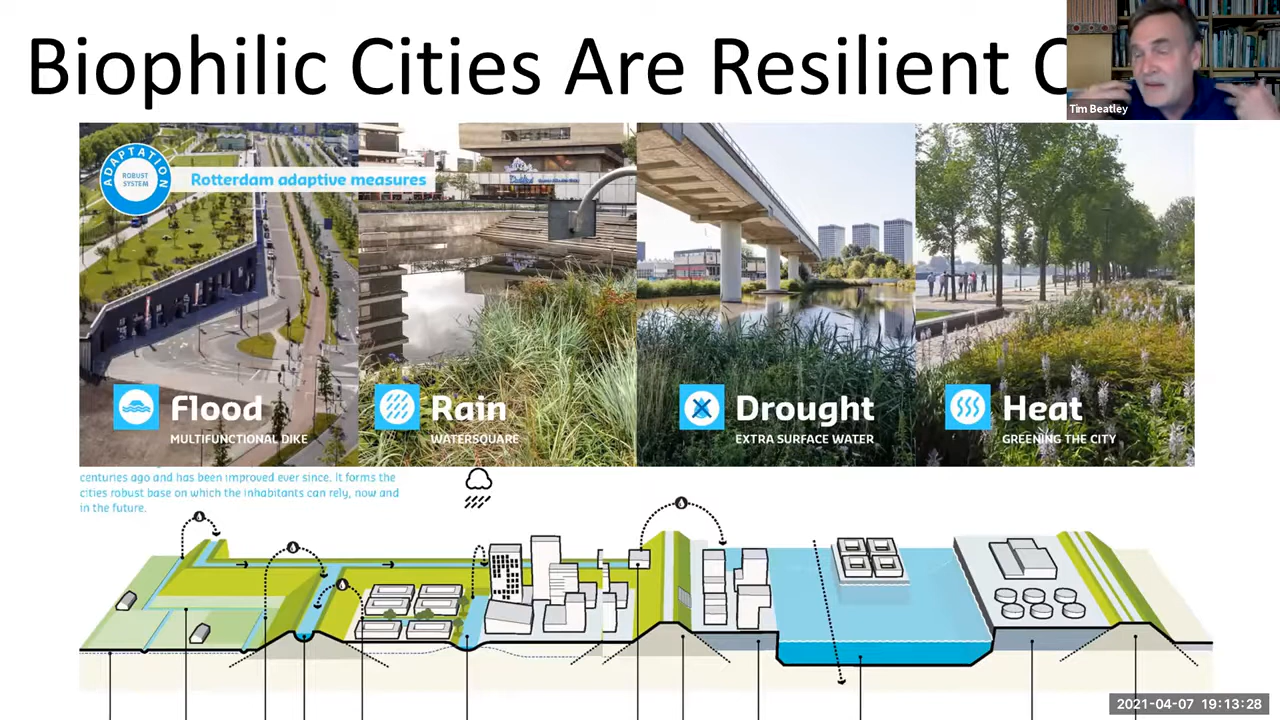 Biophilic Cities Are Resilient C
Tim Beatley
ADAPTATION
ROBUST
SYSTEM
Rotterdam adaptive measures
Flood
MULTIFUNCTIONAL DIKE
Rain
WATERSQUARE
Drought
EXTRA SURFACE WATER
Heat
GREENING THE CITY
centuries ago and has been improved ever since. It forms the
cities robust base on which the inhabitants can rely, now and
in the future.
2021-04-07 19:13:28